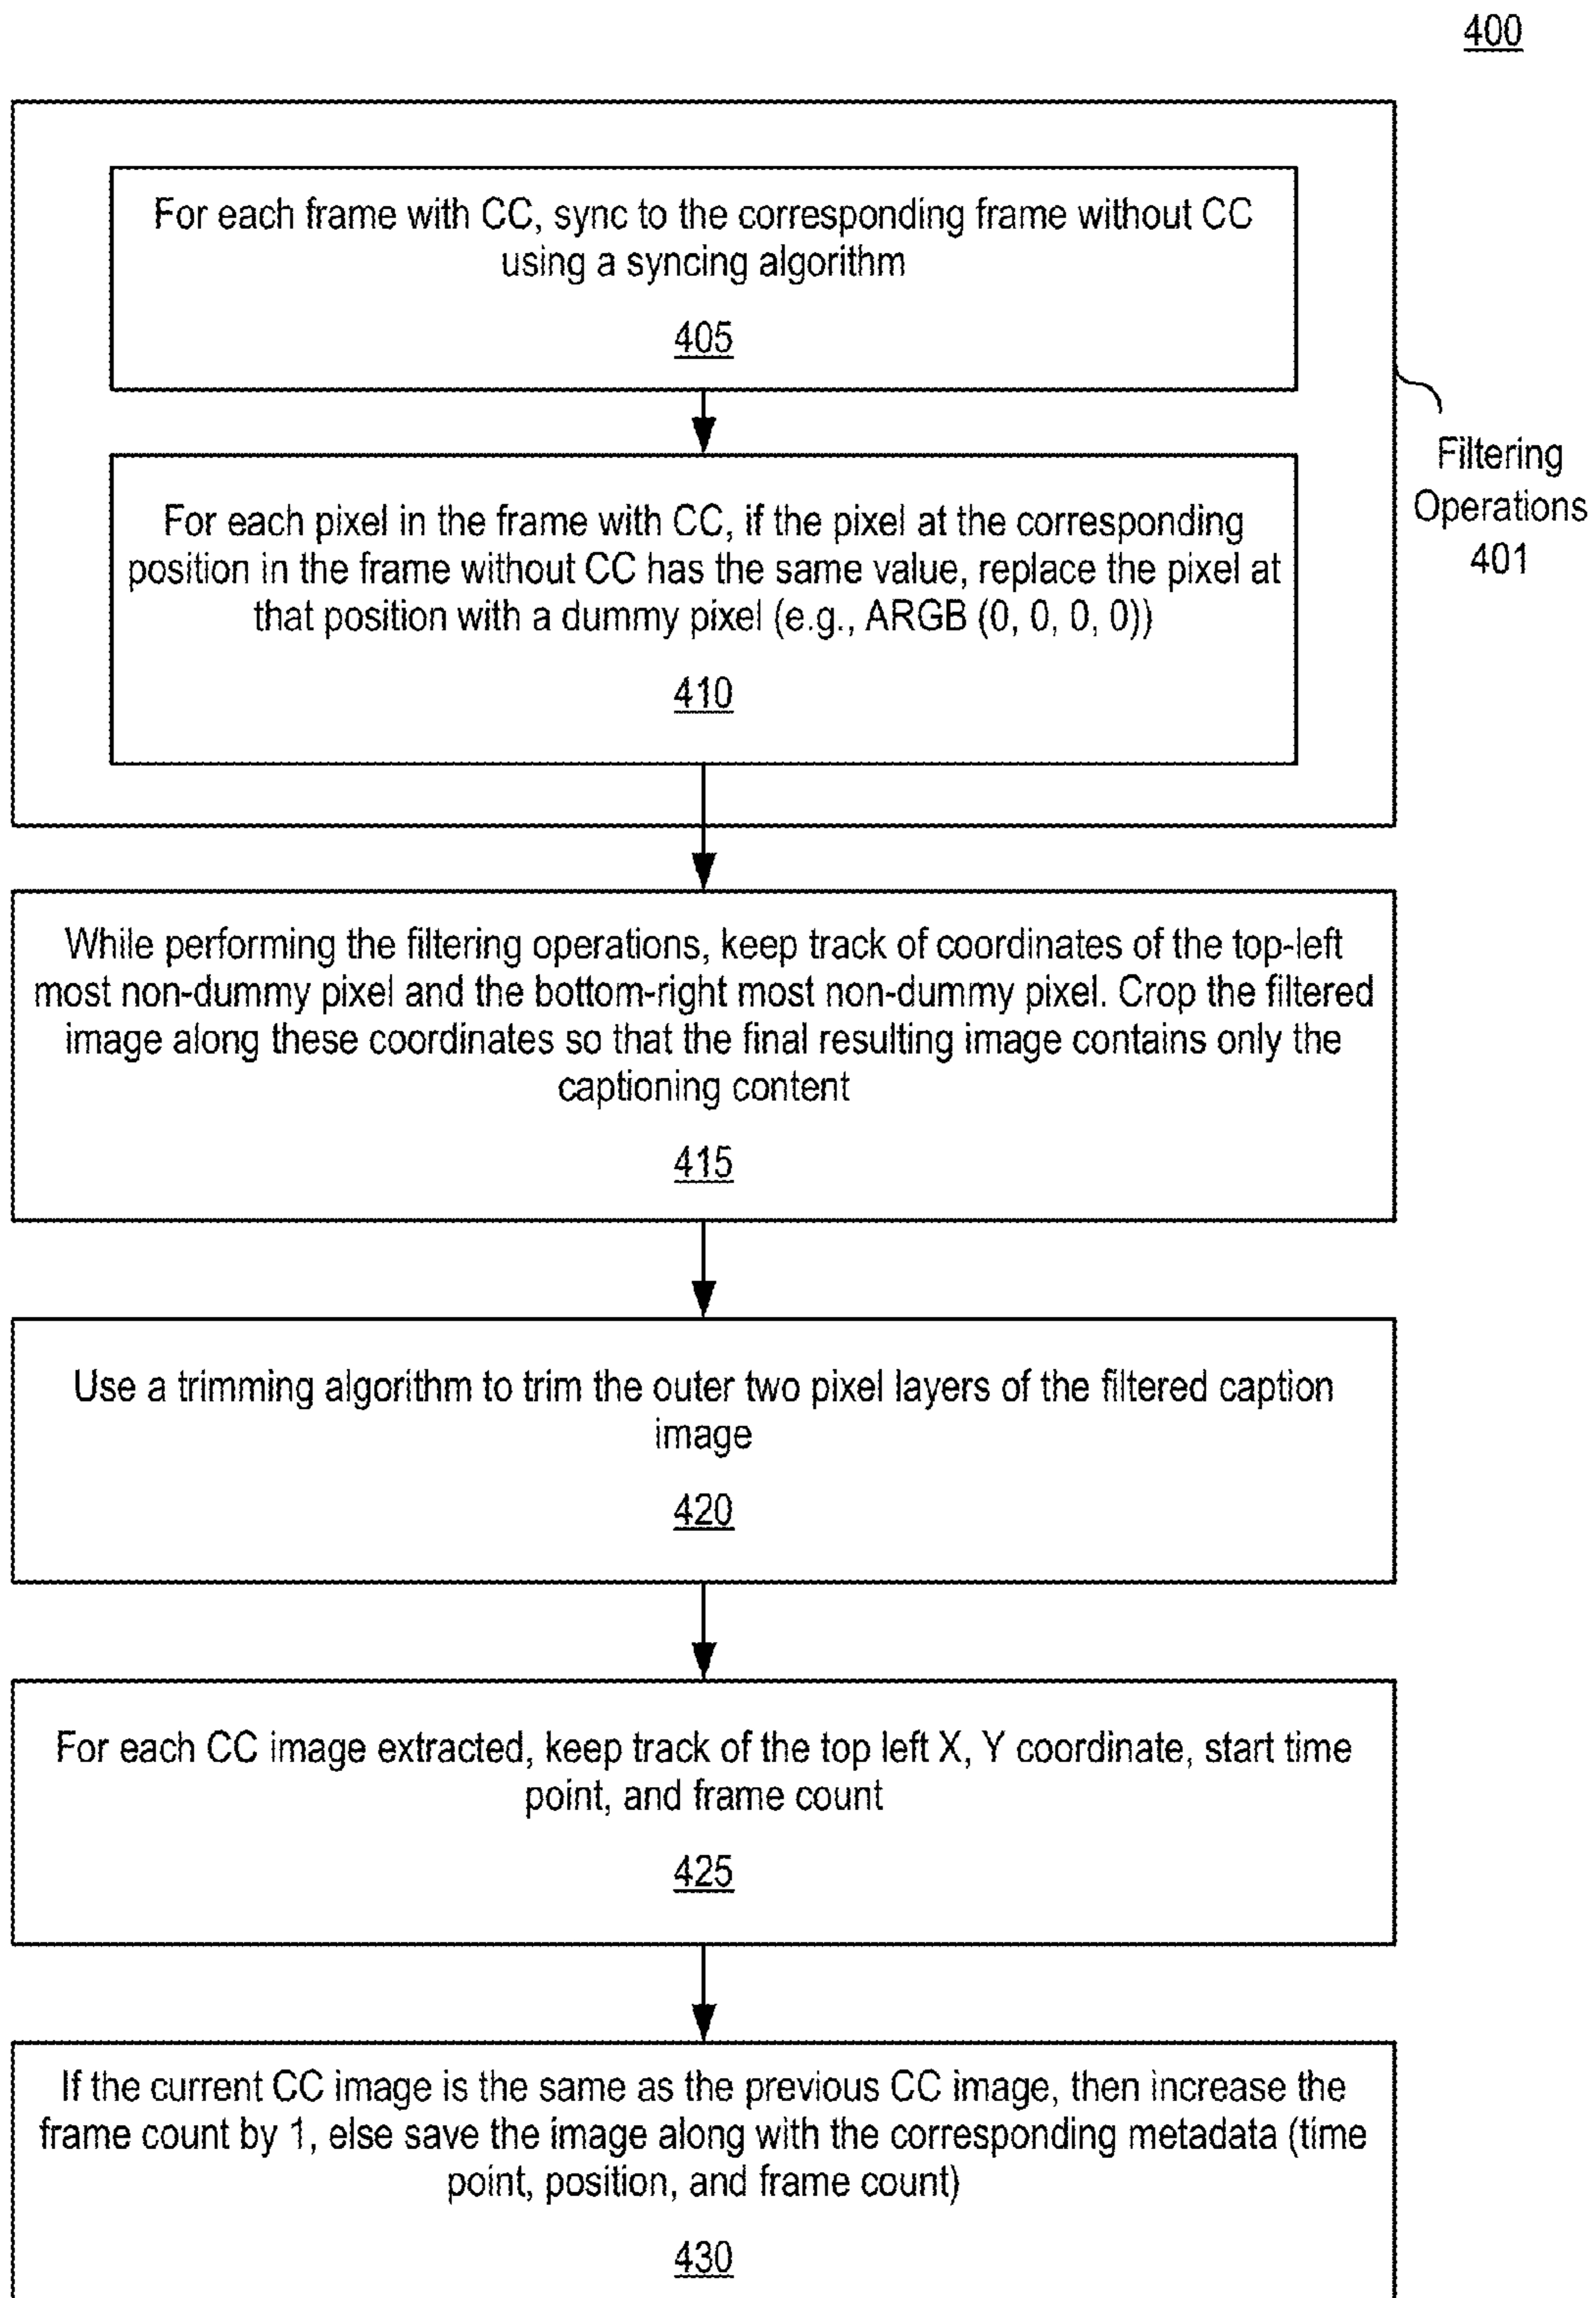 400
For each frame with CC, sync to the corresponding frame without CC
using a syncing algorithm
405
For each pixel in the frame with CC, if the pixel at the corresponding
position in the frame without CC has the same value, replace the pixel at
that position with a dummy pixel (e.g., ARGB (0, 0, 0, 0))
410
Filtering
Operations
401
While performing the filtering operations, keep track of coordinates of the top-left
most non-dummy pixel and the bottom-right most non-dummy pixel. Crop the filtered
image along these coordinates so that the final resulting image contains only the
captioning content
415
Use a trimming algorithm to trim the outer two pixel layers of the filtered caption
image
420
For each CC image extracted, keep track of the top left X, Y coordinate, start time
point, and frame count
425
If the current CC image is the same as the previous CC image, then increase the
frame count by 1, else save the image along with the corresponding metadata (time
point, position, and frame count)
430